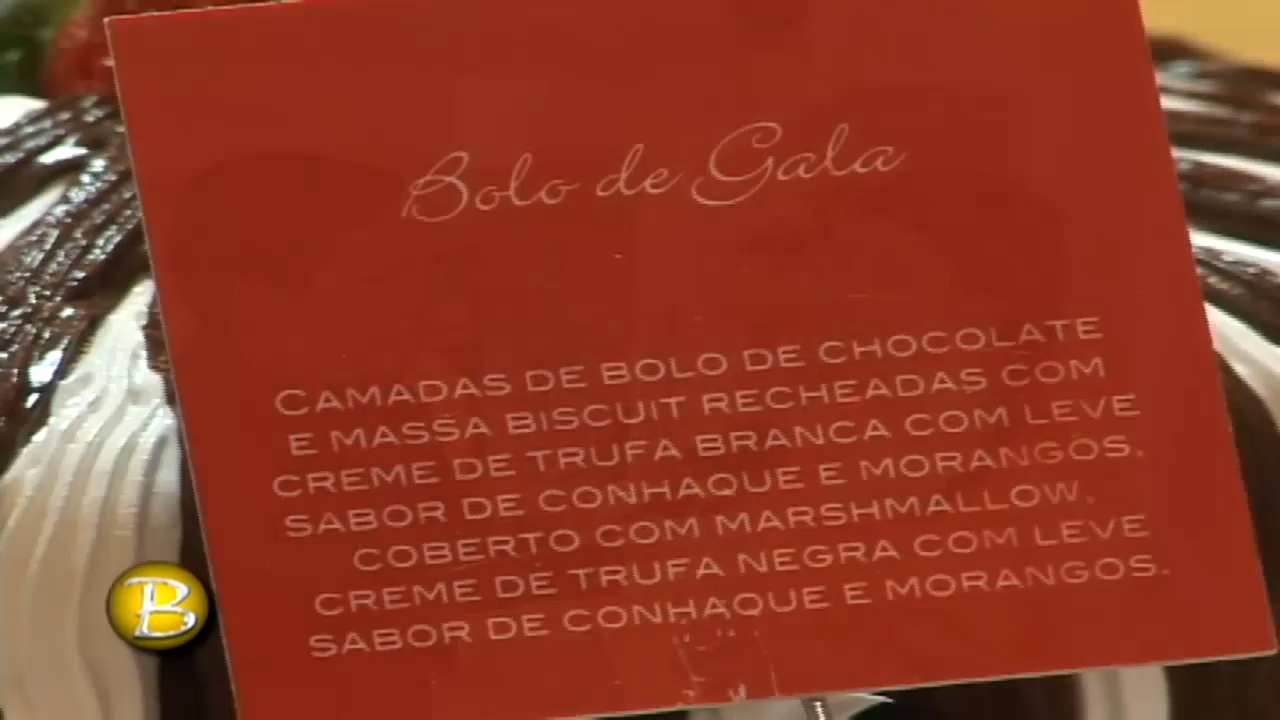 Bolo de Gala
CAMADAS DE BOLO DE CHOCOLATE
E MASSA BISCUIT RECHEADAS COM
CREME DE TRUFA BRANCA COM LEVE
SABOR DE CONHAQUE E MORANGOS,
COBERTO COM MARSHMALLOW,
CREME DE TRUFA NEGRA COM LEVE
SABOR DE CONHAQUE E MORANGOS.
B